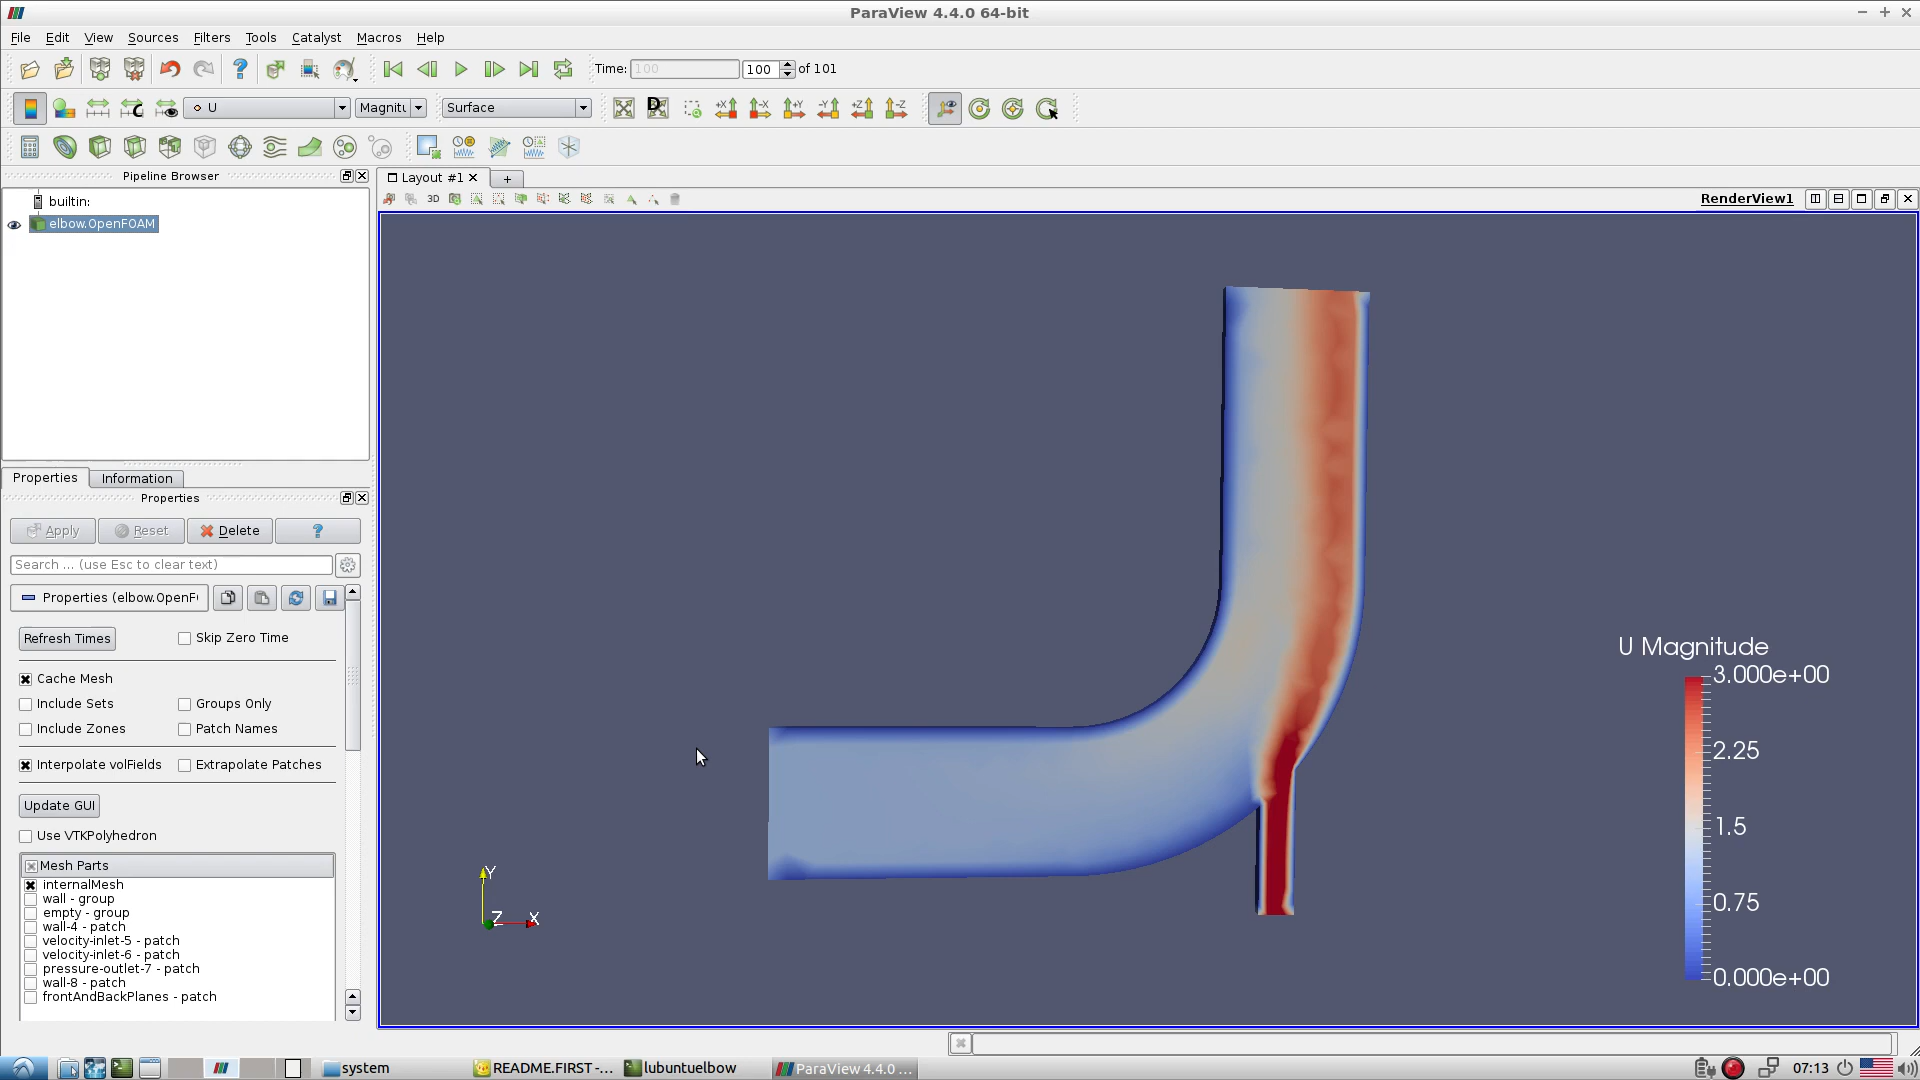 ParaView 4.4.0 64-bit
File Edit View Sources Filters Tools Catalyst Macros Help
Time: 100 100 of 101
U Magnitu Surface
+X -X +Y -Y +Z -Z
Pipeline Browser
builtin:
elbow.OpenFOAM
Layout #1
3D
RenderView1
Properties Information
Properties
Apply Reset Delete ?
Search ... (use Esc to clear text)
Properties (elbow.OpenF
Refresh Times Skip Zero Time
Cache Mesh
Include Sets Groups Only
Include Zones Patch Names
Interpolate volFields Extrapolate Patches
Update GUI
Use VTKPolyhedron
Mesh Parts
internalMesh
wall - group
empty - group
wall-4 - patch
velocity-inlet-5 - patch
velocity-inlet-6 - patch
pressure-outlet-7 - patch
wall-8 - patch
frontAndBackPlanes - patch
Y
Z X
U Magnitude
3.000e+00
2.25
1.5
0.75
0.000e+00
system README.FIRST -... lubuntuelbow ParaView 4.4.0 ... 07:13